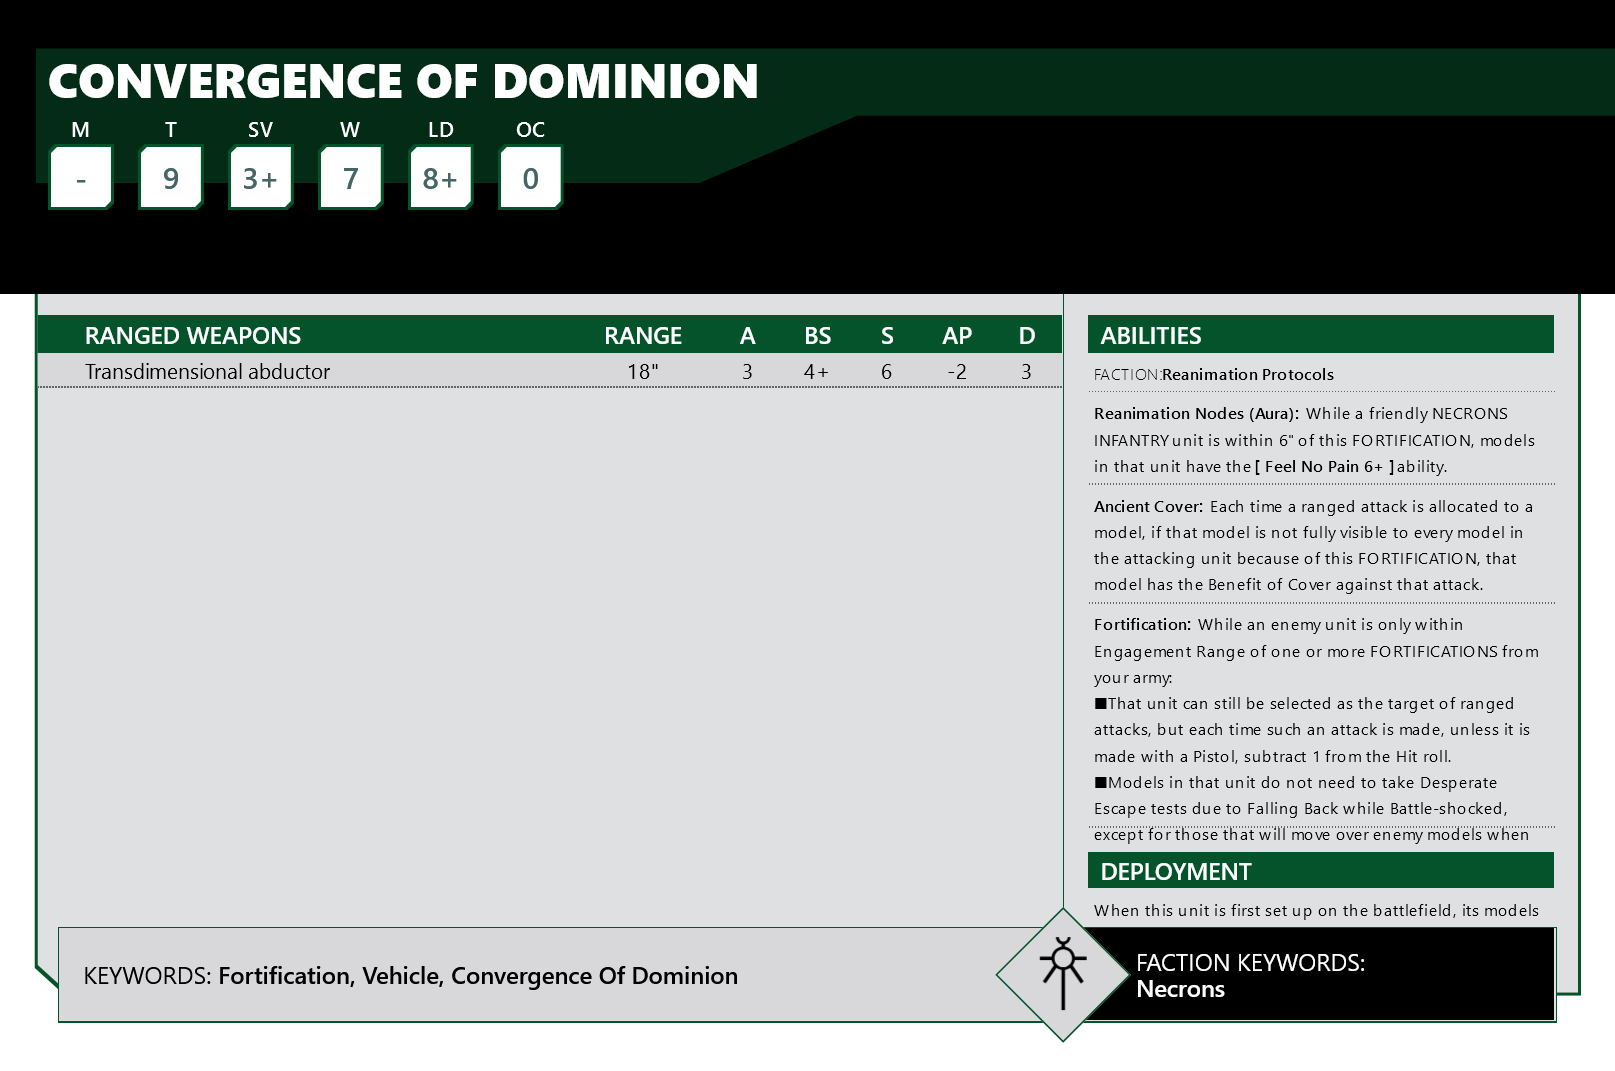 CONVERGENCE OF DOMINION
M T SV W LD OC
- 9 3+ 7 8+ 0
RANGED WEAPONS RANGE A BS S AP D
Transdimensional abductor 18" 3 4+ 6 -2 3
ABILITIES
FACTION:Reanimation Protocols
Reanimation Nodes (Aura): While a friendly NECRONS
INFANTRY unit is within 6" of this FORTIFICATION, models
in that unit have the [ Feel No Pain 6+ ] ability.
Ancient Cover: Each time a ranged attack is allocated to a
model, if that model is not fully visible to every model in
the attacking unit because of this FORTIFICATION, that
model has the Benefit of Cover against that attack.
Fortification: While an enemy unit is only within
Engagement Range of one or more FORTIFICATIONS from
your army:
■That unit can still be selected as the target of ranged
attacks, but each time such an attack is made, unless it is
made with a Pistol, subtract 1 from the Hit roll.
■Models in that unit do not need to take Desperate
Escape tests due to Falling Back while Battle-shocked,
except for those that will move over enemy models when
DEPLOYMENT
When this unit is first set up on the battlefield, its models
KEYWORDS: Fortification, Vehicle, Convergence Of Dominion
FACTION KEYWORDS:
Necrons